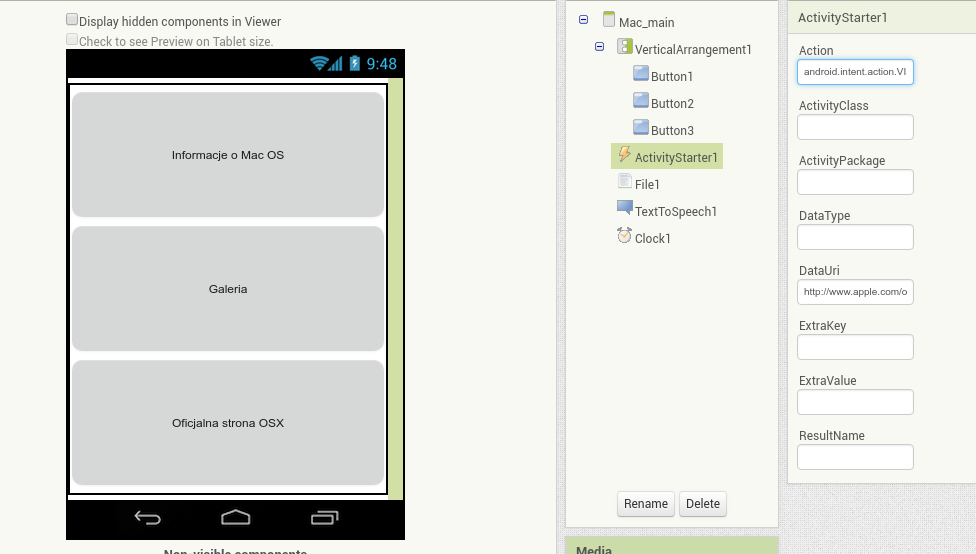 Display hidden components in Viewer
Check to see Preview on Tablet size.
9:48
Informacje o Mac OS
Galeria
Oficjalna strona OSX
Non-visible components
Mac_main
VerticalArrangement1
Button1
Button2
Button3
ActivityStarter1
File1
TextToSpeech1
Clock1
Rename Delete
Media
ActivityStarter1
Action
android.intent.action.VI
ActivityClass
ActivityPackage
DataType
DataUri
http://www.apple.com/o
ExtraKey
ExtraValue
ResultName